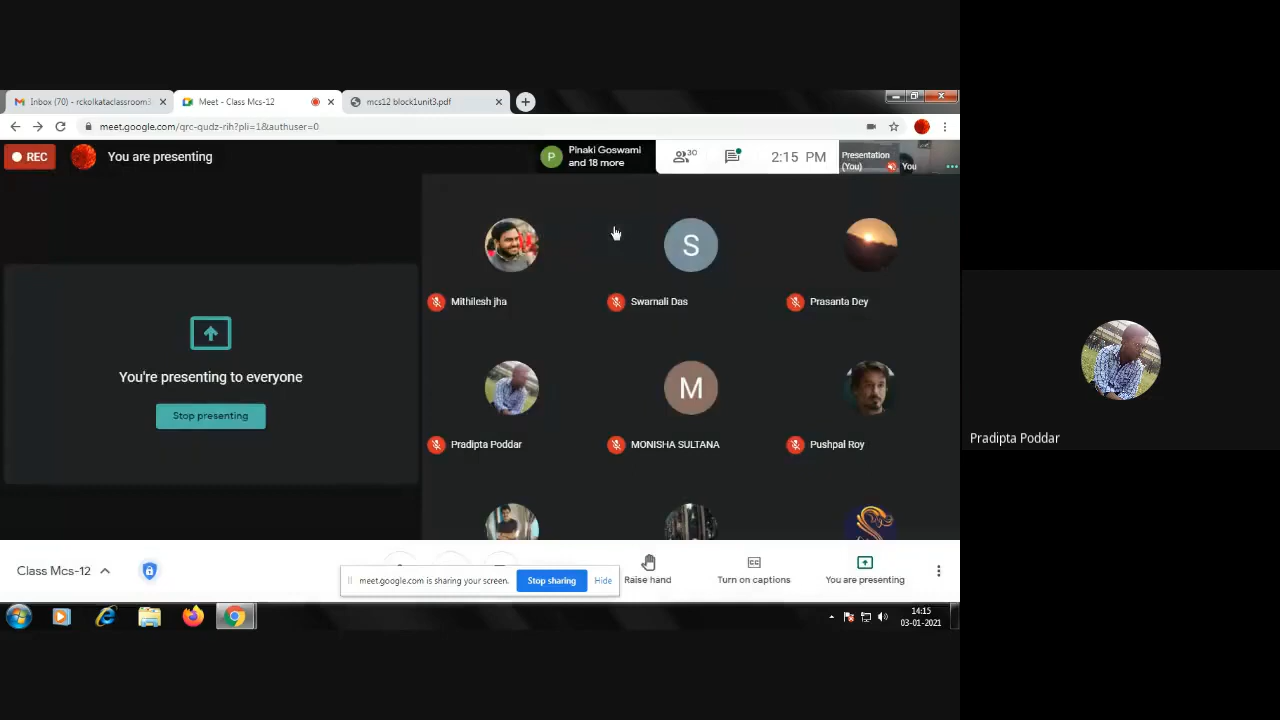 Inbox (70) - rckolkataclassroom3
Meet - Class Mcs-12
mcs12 block1unit3.pdf
meet.google.com/qrc-qudz-rih?pli=1&authuser=0
REC
You are presenting
P
Pinaki Goswami
and 18 more
30
2:15 PM
Presentation
(You)
You
S
Mithilesh jha
Swarnali Das
Prasanta Dey
You're presenting to everyone
Stop presenting
M
Pradipta Poddar
MONISHA SULTANA
Pushpal Roy
Pradipta Poddar
Class Mcs-12
meet.google.com is sharing your screen.
Stop sharing
Hide
Raise hand
CC
Turn on captions
You are presenting
14:15
03-01-2021